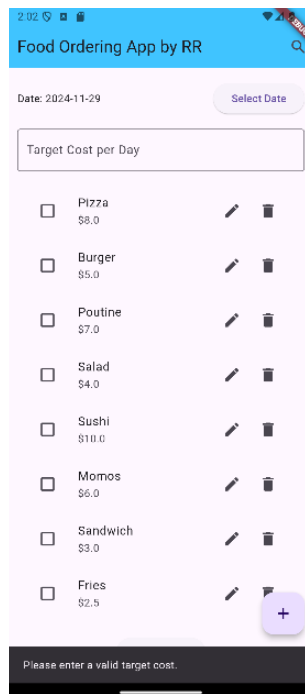 2:02
Food Ordering App by RR
Date: 2024-11-29
Select Date
Target Cost per Day
Pizza
$8.0
Burger
$5.0
Poutine
$7.0
Salad
$4.0
Sushi
$10.0
Momos
$6.0
Sandwich
$3.0
Fries
$2.5
+
Please enter a valid target cost.